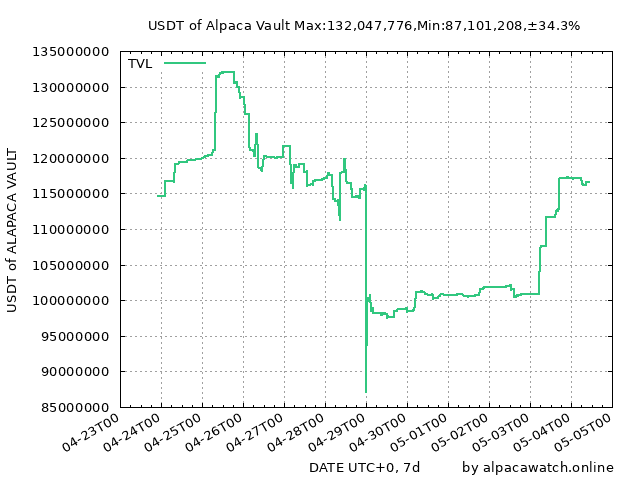 USDT of Alpaca Vault Max:132,047,776,Min:87,101,208,±34.3%
TVL
135000000
130000000
125000000
120000000
115000000
110000000
105000000
100000000
95000000
90000000
85000000
USDT of ALAPACA VAULT
04-23T00
04-24T00
04-25T00
04-26T00
04-27T00
04-28T00
04-29T00
04-30T00
05-01T00
05-02T00
05-03T00
05-04T00
05-05T00
DATE UTC+0, 7d
by alpacawatch.online